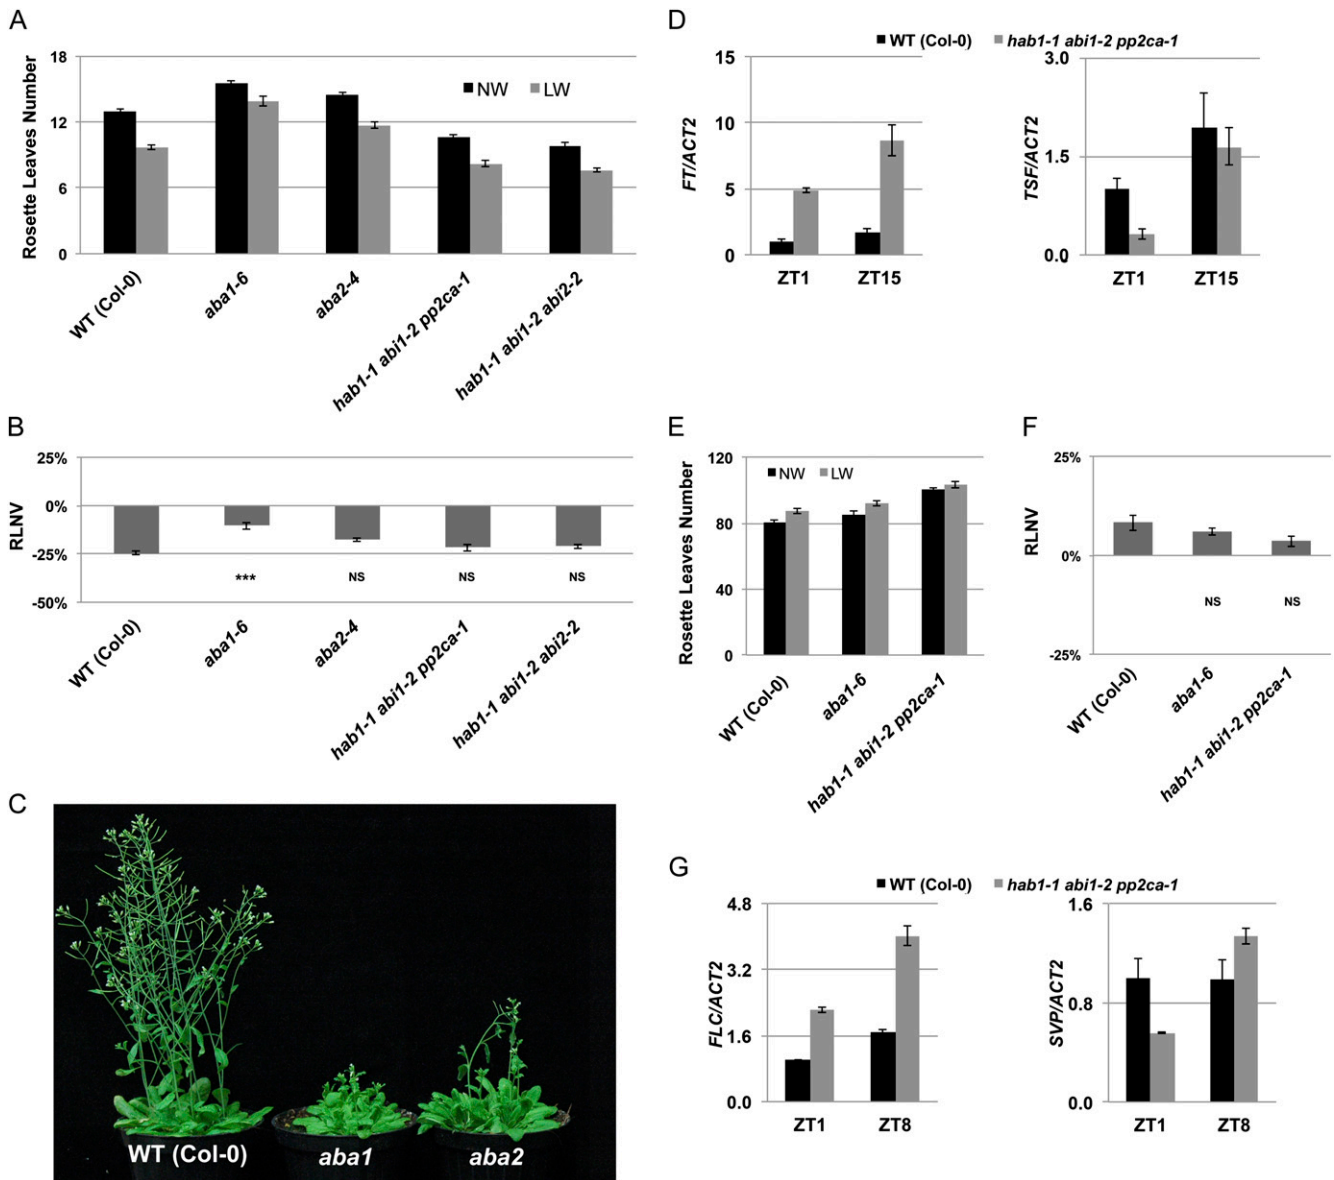 A
Rosette Leaves Number
18
12
6
0
NW LW
WT (Col-0)
aba1-6
aba2-4
hab1-1 abi1-2 pp2ca-1
hab1-1 abi1-2 abi2-2
B
RLNV
25%
0%
-25%
-50%
***
NS
NS
NS
WT (Col-0)
aba1-6
aba2-4
hab1-1 abi1-2 pp2ca-1
hab1-1 abi1-2 abi2-2
C
WT (Col-0)
aba1
aba2
D
WT (Col-0) hab1-1 abi1-2 pp2ca-1
FT/ACT2
15
10
5
0
ZT1
ZT15
TSF/ACT2
3.0
1.5
0.0
ZT1
ZT15
E
Rosette Leaves Number
120
80
40
0
NW LW
WT (Col-0)
aba1-6
hab1-1 abi1-2 pp2ca-1
F
RLNV
25%
0%
-25%
NS
NS
WT (Col-0)
aba1-6
hab1-1 abi1-2 pp2ca-1
G
WT (Col-0) hab1-1 abi1-2 pp2ca-1
FLC/ACT2
4.8
3.2
1.6
0.0
ZT1
ZT8
SVP/ACT2
1.6
0.8
0.0
ZT1
ZT8